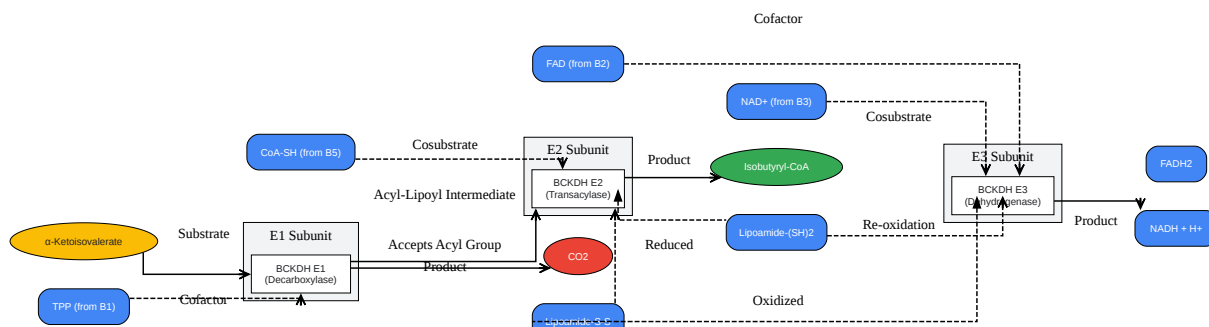 Cofactor
FAD (from B2)
NAD+ (from B3)
Cosubstrate
CoA-SH (from B5)
Cosubstrate
E2 Subunit
BCKDH E2
(Transacylase)
Product
Isobutyryl-CoA
E3 Subunit
BCKDH E3
(Dehydrogenase)
FADH2
Acyl-Lipoyl Intermediate
Product
NADH + H+
Lipoamide-(SH)2
Re-oxidation
Reduced
α-Ketoisovalerate
Substrate
E1 Subunit
BCKDH E1
(Decarboxylase)
Accepts Acyl Group
Product
CO2
TPP (from B1)
Cofactor
Lipoamide-S-S
Oxidized